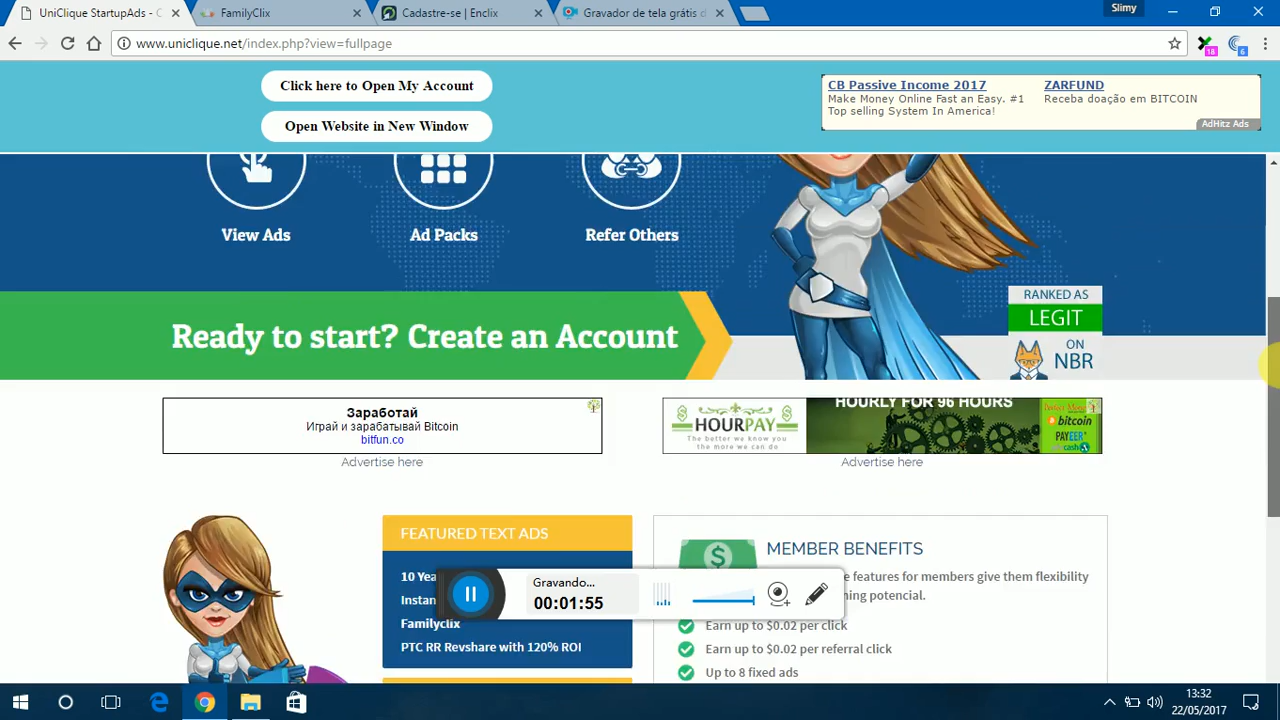 UniClique StartupAds - C
FamilyClix
Cadastre-se | Enclix
Gravador de tela grátis d
Slimy
www.uniclique.net/index.php?view=fullpage
18
6
Click here to Open My Account
Open Website in New Window
CB Passive Income 2017
Make Money Online Fast an Easy. #1
Top selling System In America!
ZARFUND
Receba doação em BITCOIN
AdHitz Ads
View Ads
Ad Packs
Refer Others
Ready to start? Create an Account
RANKED AS
LEGIT
ON
NBR
Заработай
Играй и зарабатывай Bitcoin
bitfun.co
Advertise here
HOURPAY
The better we know you
the more we can do
HOURLY FOR 96 HOURS
bitcoin
PAYEER
Advertise here
FEATURED TEXT ADS
10 Yea
Instan
Familyclix
PTC RR Revshare with 120% ROI
MEMBER BENEFITS
e features for members give them flexibility
ning potencial.
Earn up to $0.02 per click
Earn up to $0.02 per referral click
Up to 8 fixed ads
Gravando...
00:01:55
13:32
22/05/2017